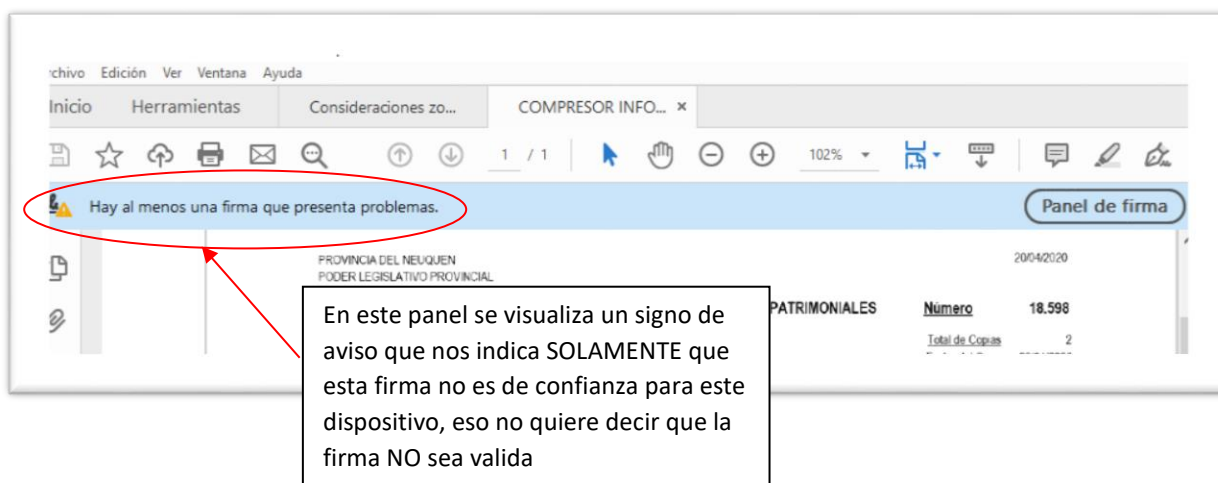 rchivo Edición Ver Ventana Ayuda
Inicio Herramientas Consideraciones zo... COMPRESOR INFO... ×
1 / 1 102%
Hay al menos una firma que presenta problemas. Panel de firma
PROVINCIA DEL NEUQUEN 20/04/2020
PODER LEGISLATIVO PROVINCIAL
PATRIMONIALES Número 18.598
Total de Copias 2
En este panel se visualiza un signo de
aviso que nos indica SOLAMENTE que
esta firma no es de confianza para este
dispositivo, eso no quiere decir que la
firma NO sea valida